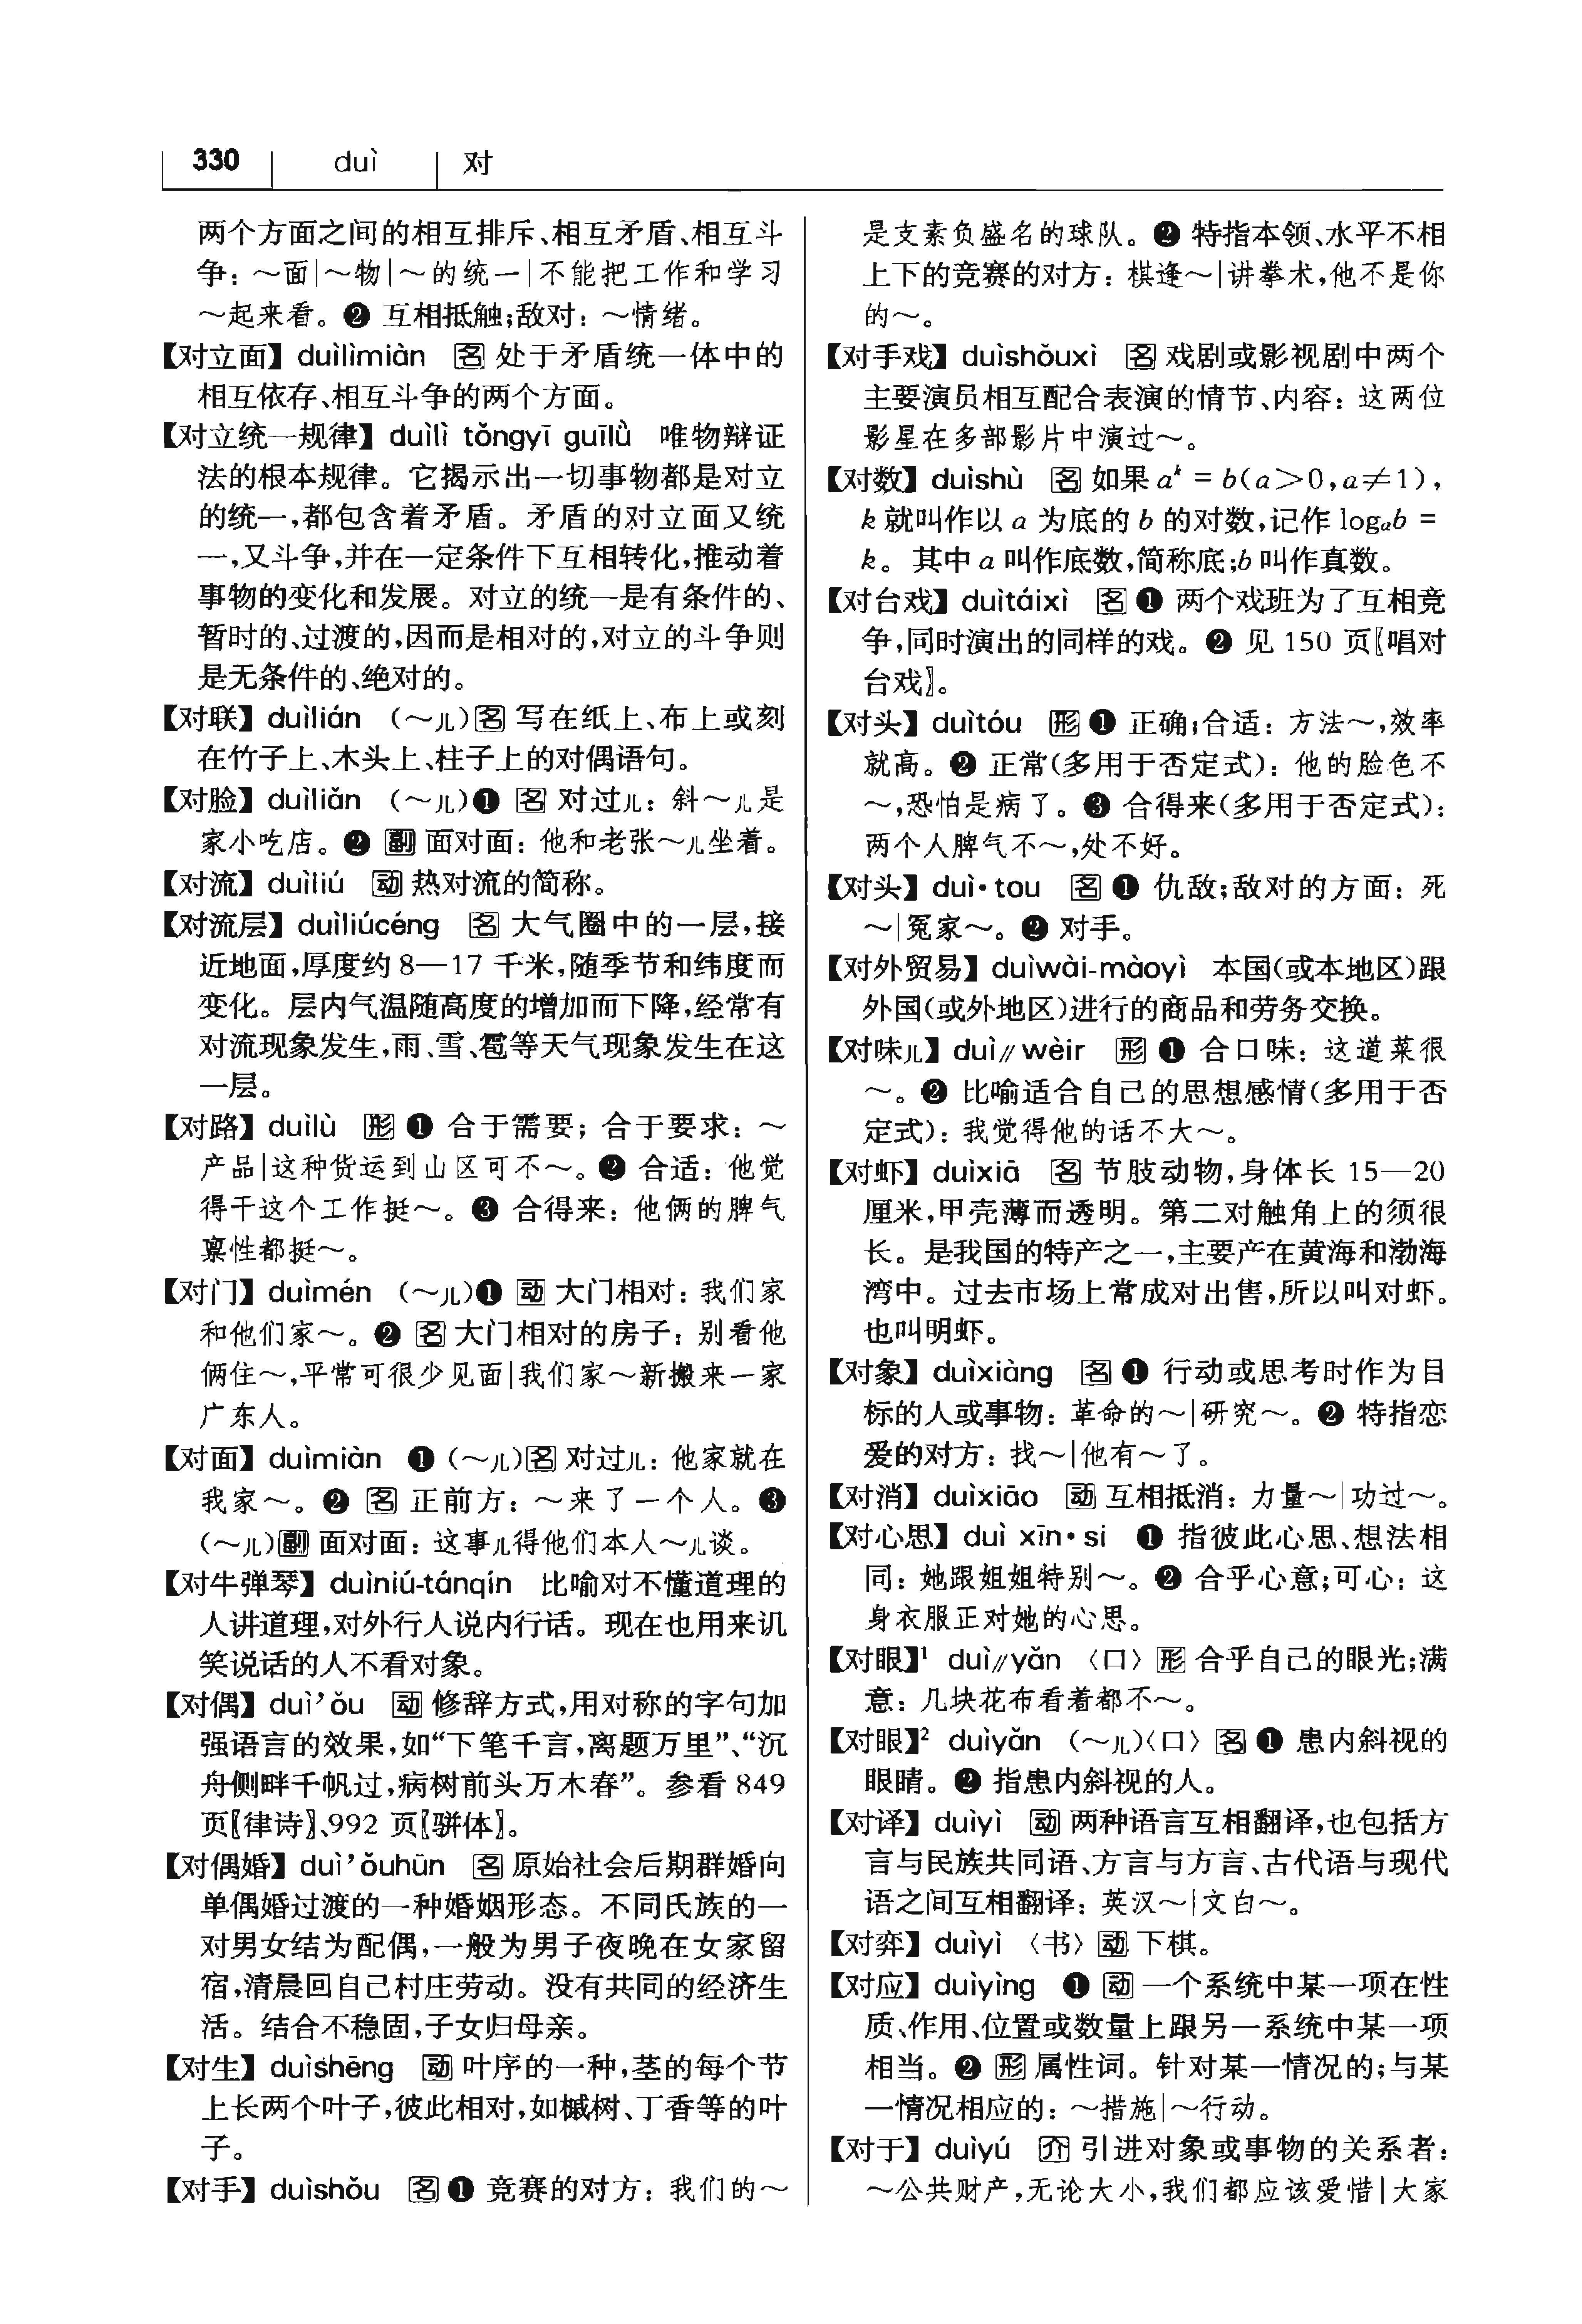 330 duì 对
两个方面之间的相互排斥、相互矛盾、相互斗
争：～面|～物|～的统一|不能把工作和学习
～起来看。❷ 互相抵触;敌对：～情绪。
【对立面】duìlìmiàn 名 处于矛盾统一体中的
相互依存、相互斗争的两个方面。
【对立统一规律】duìlì tǒngyī guīlǜ 唯物辩证
法的根本规律。它揭示出一切事物都是对立
的统一,都包含着矛盾。矛盾的对立面又统
一,又斗争,并在一定条件下互相转化,推动着
事物的变化和发展。对立的统一是有条件的、
暂时的、过渡的,因而是相对的,对立的斗争则
是无条件的、绝对的。
【对联】duìlián （～儿）名 写在纸上、布上或刻
在竹子上、木头上、柱子上的对偶语句。
【对脸】duìliǎn （～儿）❶ 名 对过儿：斜～儿是
家小吃店。❷ 副 面对面：他和老张～儿坐着。
【对流】duìliú 动 热对流的简称。
【对流层】duìliúcéng 名 大气圈中的一层,接
近地面,厚度约 8—17 千米,随季节和纬度而
变化。层内气温随高度的增加而下降,经常有
对流现象发生,雨、雪、雹等天气现象发生在这
一层。
【对路】duìlù 形 ❶ 合于需要；合于要求：～
产品|这种货运到山区可不～。❷ 合适：他觉
得干这个工作挺～。❸ 合得来：他俩的脾气
禀性都挺～。
【对门】duìmén （～儿）❶ 动 大门相对：我们家
和他们家～。❷ 名 大门相对的房子：别看他
俩住～,平常可很少见面|我们家～新搬来一家
广东人。
【对面】duìmiàn ❶（～儿）名 对过儿：他家就在
我家～。❷ 名 正前方：～来了一个人。❸
（～儿）副 面对面：这事儿得他们本人～儿谈。
【对牛弹琴】duìniú-tánqín 比喻对不懂道理的
人讲道理,对外行人说内行话。现在也用来讥
笑说话的人不看对象。
【对偶】duì’ǒu 动 修辞方式,用对称的字句加
强语言的效果,如“下笔千言,离题万里”、“沉
舟侧畔千帆过,病树前头万木春”。参看 849
页〖律诗〗、992 页〖骈体〗。
【对偶婚】duì’ǒuhūn 名 原始社会后期群婚向
单偶婚过渡的一种婚姻形态。不同氏族的一
对男女结为配偶,一般为男子夜晚在女家留
宿,清晨回自己村庄劳动。没有共同的经济生
活。结合不稳固,子女归母亲。
【对生】duìshēng 动 叶序的一种,茎的每个节
上长两个叶子,彼此相对,如槭树、丁香等的叶
子。
【对手】duìshǒu 名 ❶ 竞赛的对方：我们的～
是支素负盛名的球队。❷ 特指本领、水平不相
上下的竞赛的对方：棋逢～|讲拳术,他不是你
的～。
【对手戏】duìshǒuxì 名 戏剧或影视剧中两个
主要演员相互配合表演的情节、内容：这两位
影星在多部影片中演过～。
【对数】duìshù 名 如果 aᵏ = b(a＞0,a≠1),
k 就叫作以 a 为底的 b 的对数,记作 logₐb =
k。其中 a 叫作底数,简称底;b 叫作真数。
【对台戏】duìtáixì 名 ❶ 两个戏班为了互相竞
争,同时演出的同样的戏。❷ 见 150 页〖唱对
台戏〗。
【对头】duìtóu 形 ❶ 正确;合适：方法～,效率
就高。❷ 正常(多用于否定式)：他的脸色不
～,恐怕是病了。❸ 合得来(多用于否定式)：
两个人脾气不～,处不好。
【对头】duì·tou 名 ❶ 仇敌;敌对的方面：死
～|冤家～。❷ 对手。
【对外贸易】duìwài-màoyì 本国(或本地区)跟
外国(或外地区)进行的商品和劳务交换。
【对味儿】duì∥wèir 形 ❶ 合口味：这道菜很
～。❷ 比喻适合自己的思想感情(多用于否
定式)：我觉得他的话不大～。
【对虾】duìxiā 名 节肢动物,身体长 15—20
厘米,甲壳薄而透明。第二对触角上的须很
长。是我国的特产之一,主要产在黄海和渤海
湾中。过去市场上常成对出售,所以叫对虾。
也叫明虾。
【对象】duìxiàng 名 ❶ 行动或思考时作为目
标的人或事物：革命的～|研究～。❷ 特指恋
爱的对方：找～|他有～了。
【对消】duìxiāo 动 互相抵消：力量～|功过～。
【对心思】duì xīn·si ❶ 指彼此心思、想法相
同：她跟姐姐特别～。❷ 合乎心意;可心：这
身衣服正对她的心思。
【对眼】¹ duì∥yǎn 〈口〉形 合乎自己的眼光;满
意：几块花布看着都不～。
【对眼】² duìyǎn （～儿）〈口〉名 ❶ 患内斜视的
眼睛。❷ 指患内斜视的人。
【对译】duìyì 动 两种语言互相翻译,也包括方
言与民族共同语、方言与方言、古代语与现代
语之间互相翻译：英汉～|文白～。
【对弈】duìyì 〈书〉动 下棋。
【对应】duìyìng ❶ 动 一个系统中某一项在性
质、作用、位置或数量上跟另一系统中某一项
相当。❷ 形 属性词。针对某一情况的;与某
一情况相应的：～措施|～行动。
【对于】duìyú 介 引进对象或事物的关系者：
～公共财产,无论大小,我们都应该爱惜|大家